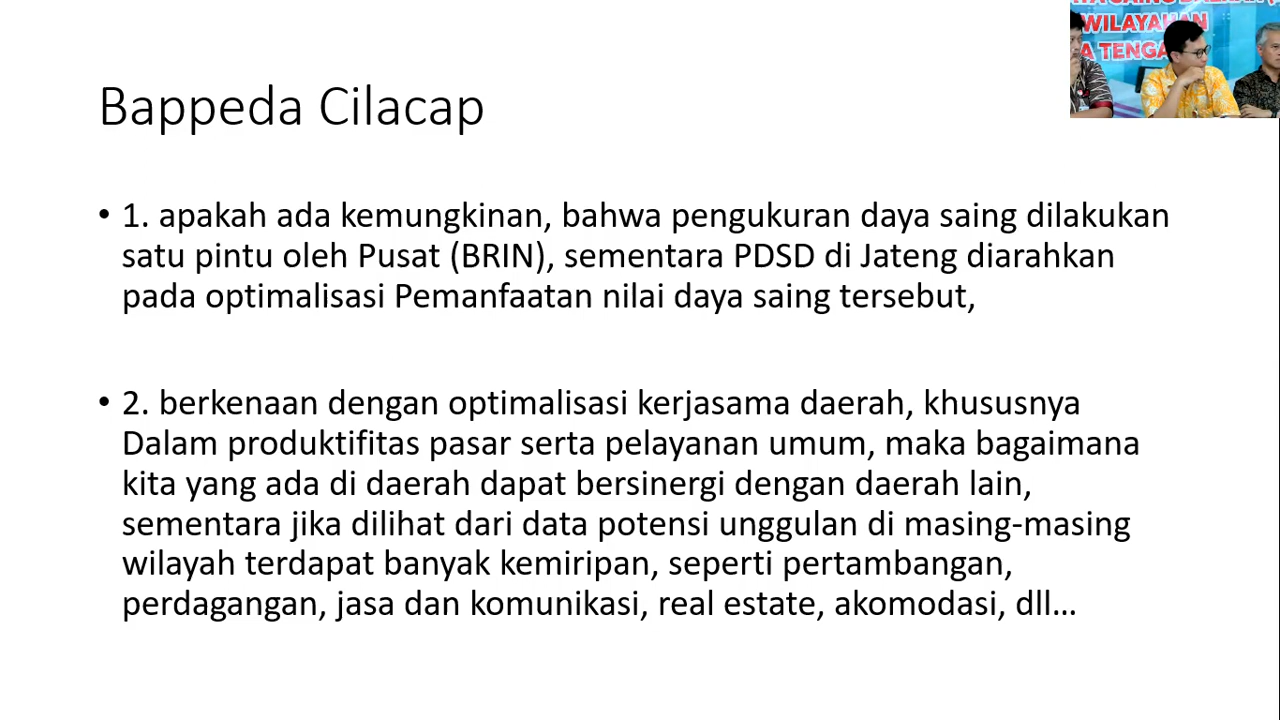 WILAYAHAN
Bappeda Cilacap
• 1. apakah ada kemungkinan, bahwa pengukuran daya saing dilakukan
satu pintu oleh Pusat (BRIN), sementara PDSD di Jateng diarahkan
pada optimalisasi Pemanfaatan nilai daya saing tersebut,
• 2. berkenaan dengan optimalisasi kerjasama daerah, khususnya
Dalam produktifitas pasar serta pelayanan umum, maka bagaimana
kita yang ada di daerah dapat bersinergi dengan daerah lain,
sementara jika dilihat dari data potensi unggulan di masing-masing
wilayah terdapat banyak kemiripan, seperti pertambangan,
perdagangan, jasa dan komunikasi, real estate, akomodasi, dll...